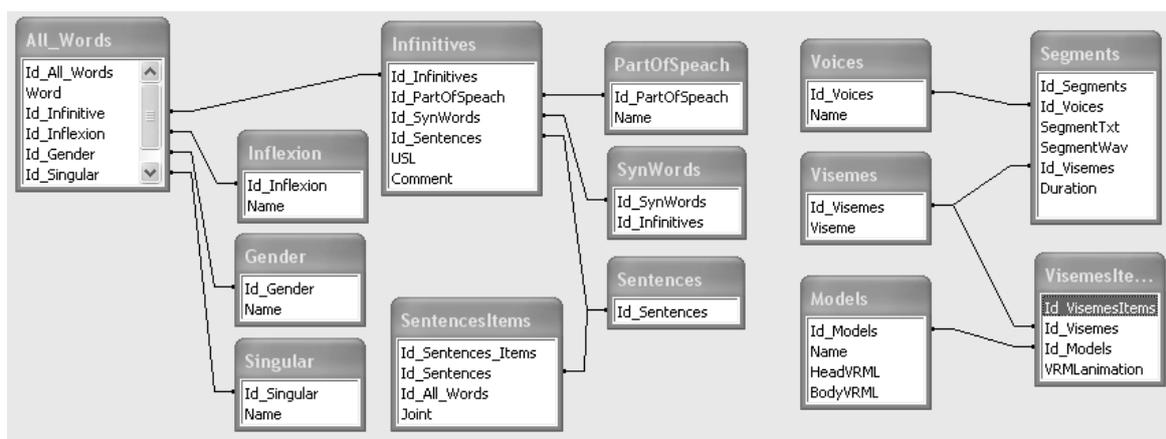 All_Words
Id_All_Words
Word
Id_Infinitive
Id_Inflexion
Id_Gender
Id_Singular
Inflexion
Id_Inflexion
Name
Gender
Id_Gender
Name
Singular
Id_Singular
Name
Infinitives
Id_Infinitives
Id_PartOfSpeach
Id_SynWords
Id_Sentences
USL
Comment
SentencesItems
Id_Sentences_Items
Id_Sentences
Id_All_Words
Joint
PartOfSpeach
Id_PartOfSpeach
Name
SynWords
Id_SynWords
Id_Infinitives
Sentences
Id_Sentences
Voices
Id_Voices
Name
Visemes
Id_Visemes
Viseme
Models
Id_Models
Name
HeadVRML
BodyVRML
Segments
Id_Segments
Id_Voices
SegmentTxt
SegmentWav
Id_Visemes
Duration
VisemesIte...
Id_VisemesItems
Id_Visemes
Id_Models
VRMLanimation